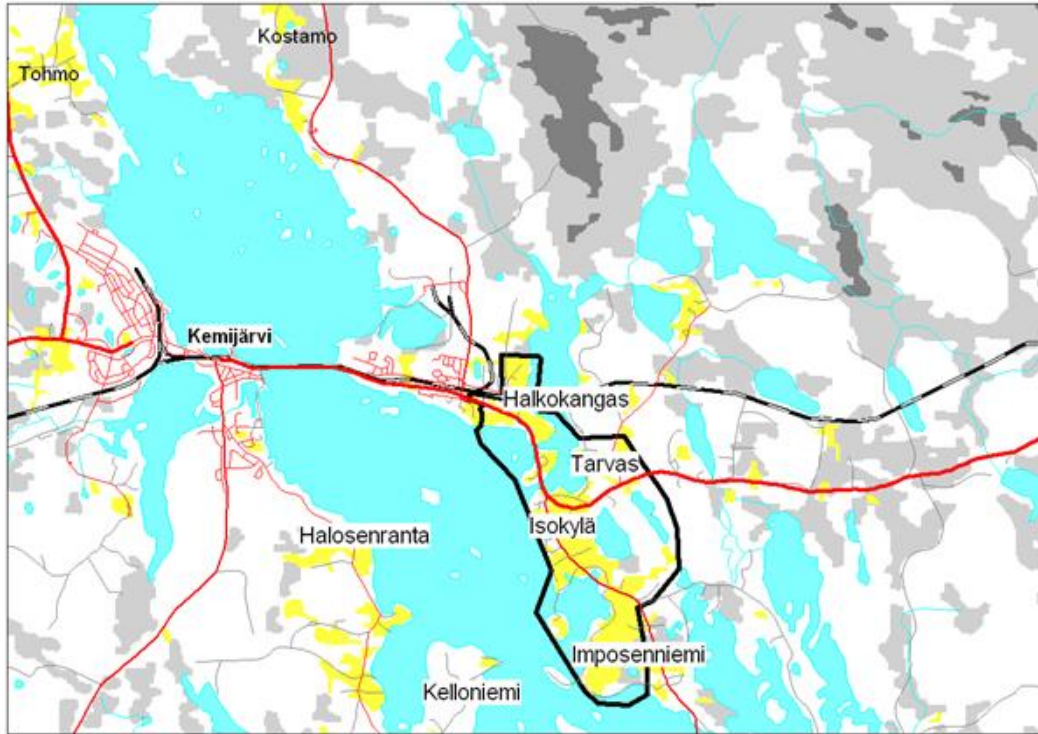 Kostamo
Tohmo
Kemijärvi
Halkokangas
Tarvas
Isokylä
Halosenranta
Imposenniemi
Kelloniemi